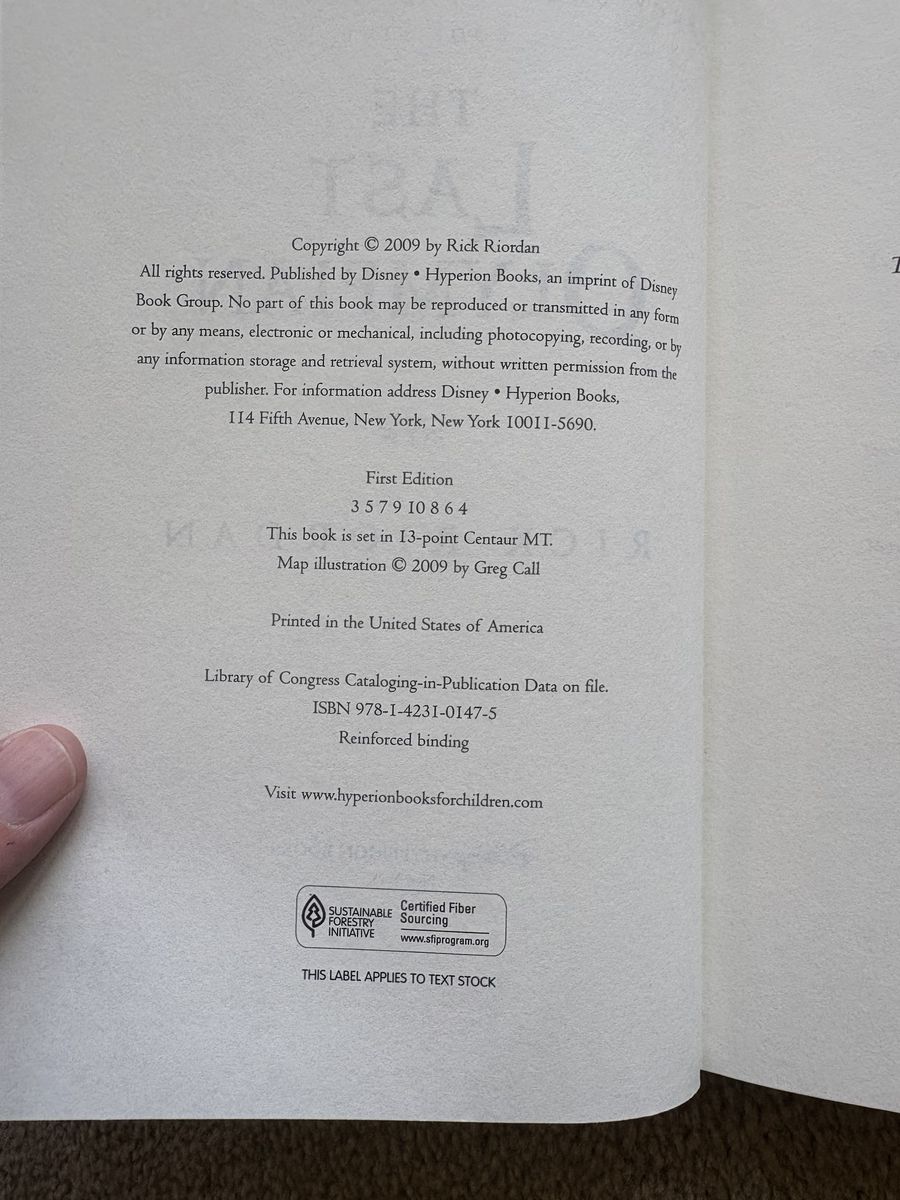 Copyright © 2009 by Rick Riordan
All rights reserved. Published by Disney • Hyperion Books, an imprint of Disney
Book Group. No part of this book may be reproduced or transmitted in any form
or by any means, electronic or mechanical, including photocopying, recording, or by
any information storage and retrieval system, without written permission from the
publisher. For information address Disney • Hyperion Books,
114 Fifth Avenue, New York, New York 10011-5690.
First Edition
3 5 7 9 10 8 6 4
This book is set in 13-point Centaur MT.
Map illustration © 2009 by Greg Call
Printed in the United States of America
Library of Congress Cataloging-in-Publication Data on file.
ISBN 978-1-4231-0147-5
Reinforced binding
Visit www.hyperionbooksforchildren.com
SUSTAINABLE
FORESTRY
INITIATIVE
Certified Fiber
Sourcing
www.sfiprogram.org
THIS LABEL APPLIES TO TEXT STOCK